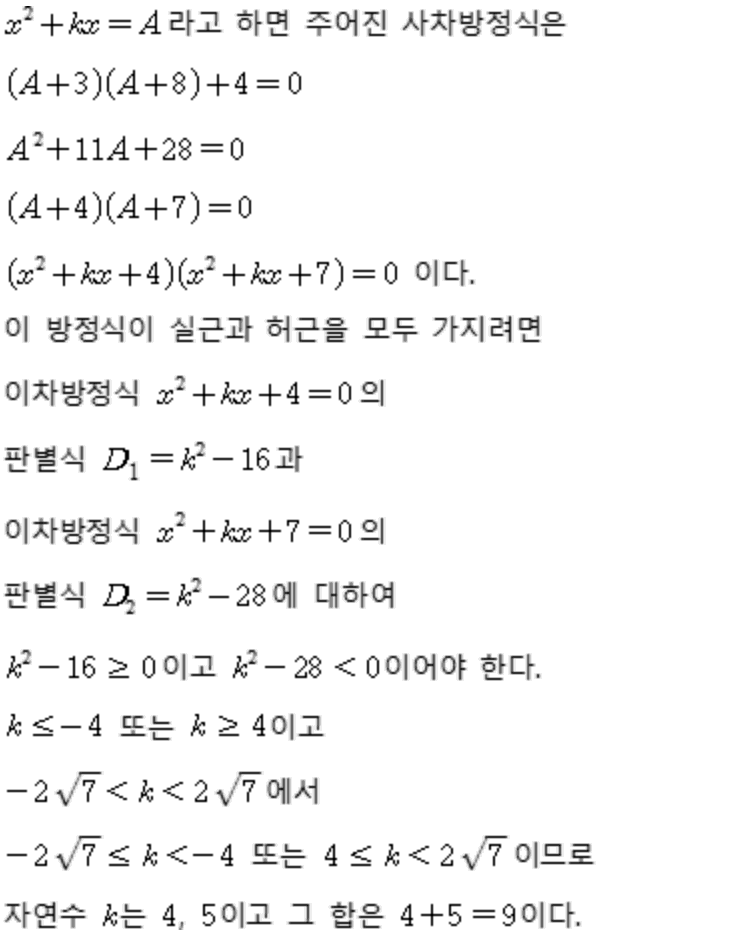 x²+kx=A라고 하면 주어진 사차방정식은
(A+3)(A+8)+4=0
A²+11A+28=0
(A+4)(A+7)=0
(x²+kx+4)(x²+kx+7)=0 이다.
이 방정식이 실근과 허근을 모두 가지려면
이차방정식 x²+kx+4=0의
판별식 D₁=k²-16과
이차방정식 x²+kx+7=0의
판별식 D₂=k²-28에 대하여
k²-16≥0이고 k²-28<0이어야 한다.
k≤-4 또는 k≥4이고
-2√7<k<2√7에서
-2√7≤k<-4 또는 4≤k<2√7이므로
자연수 k는 4, 5이고 그 합은 4+5=9이다.